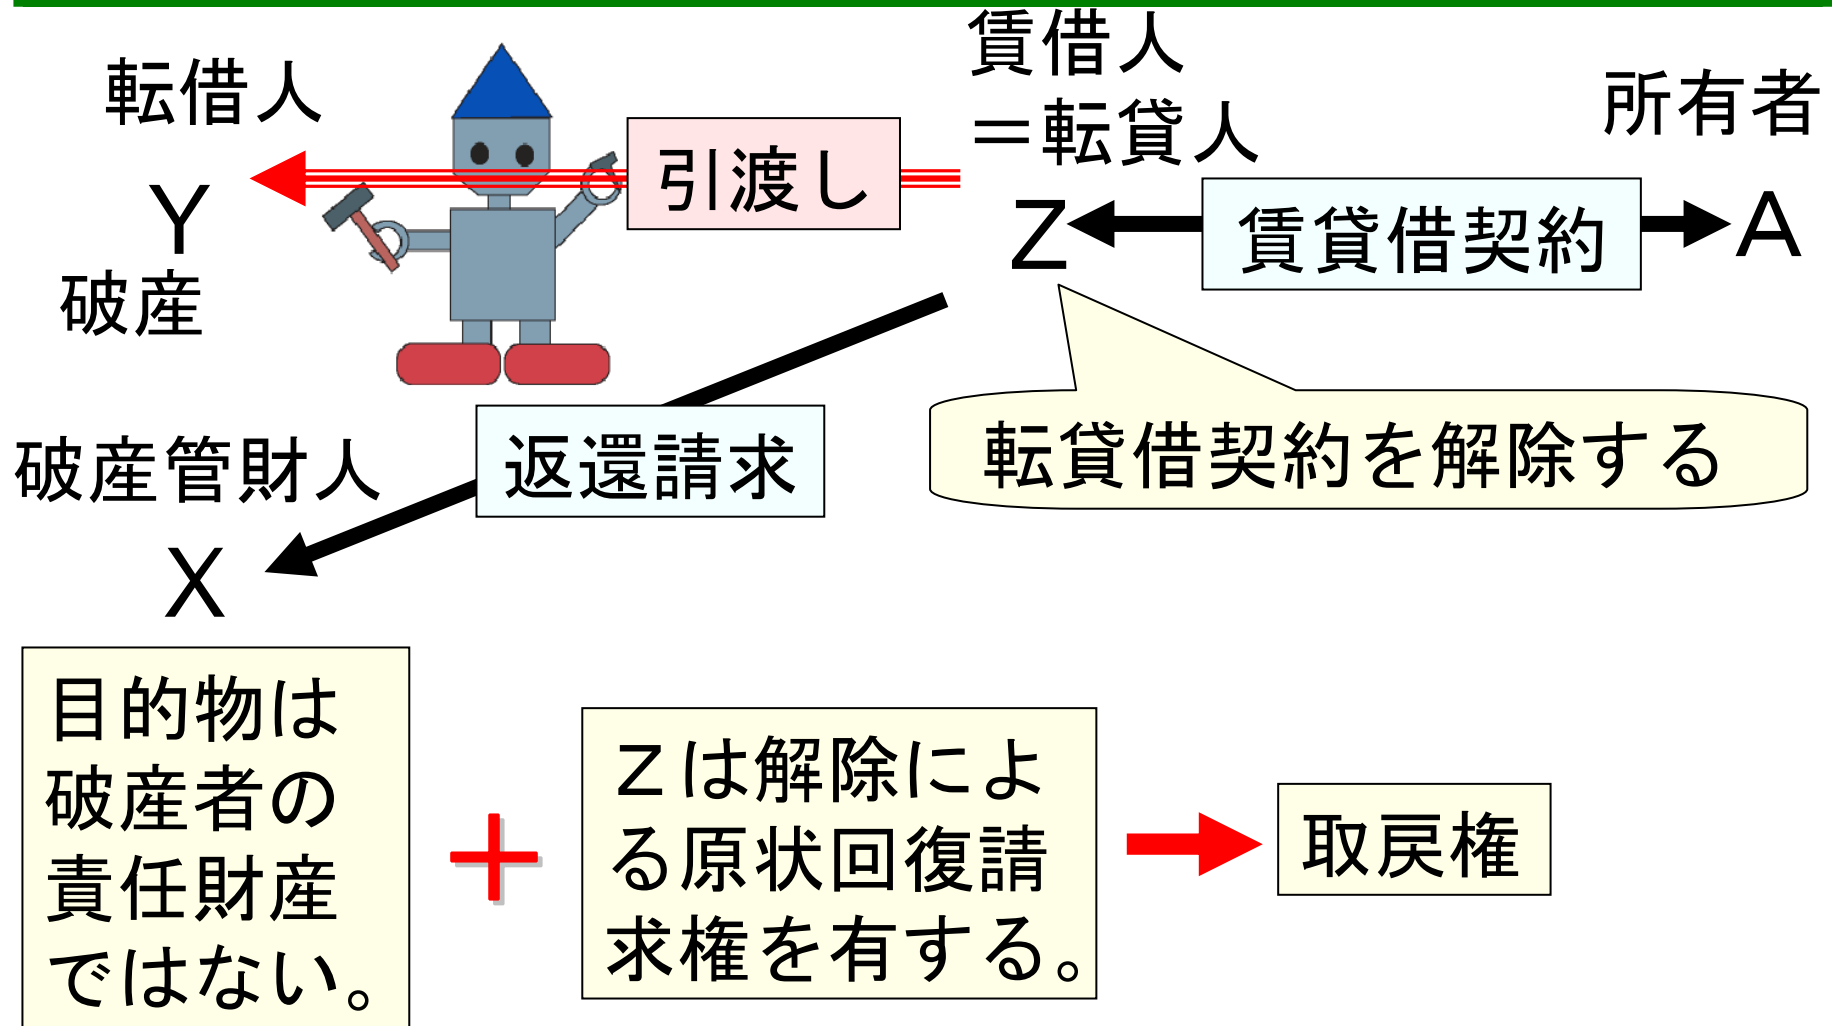 賃借人
＝転貸人
所有者
転借人
引渡し
Y
Z
賃貸借契約
A
破産
破産管財人
返還請求
転貸借契約を解除する
X
目的物は
破産者の
責任財産
ではない。
Zは解除によ
る原状回復請
求権を有する。
＋
取戻権